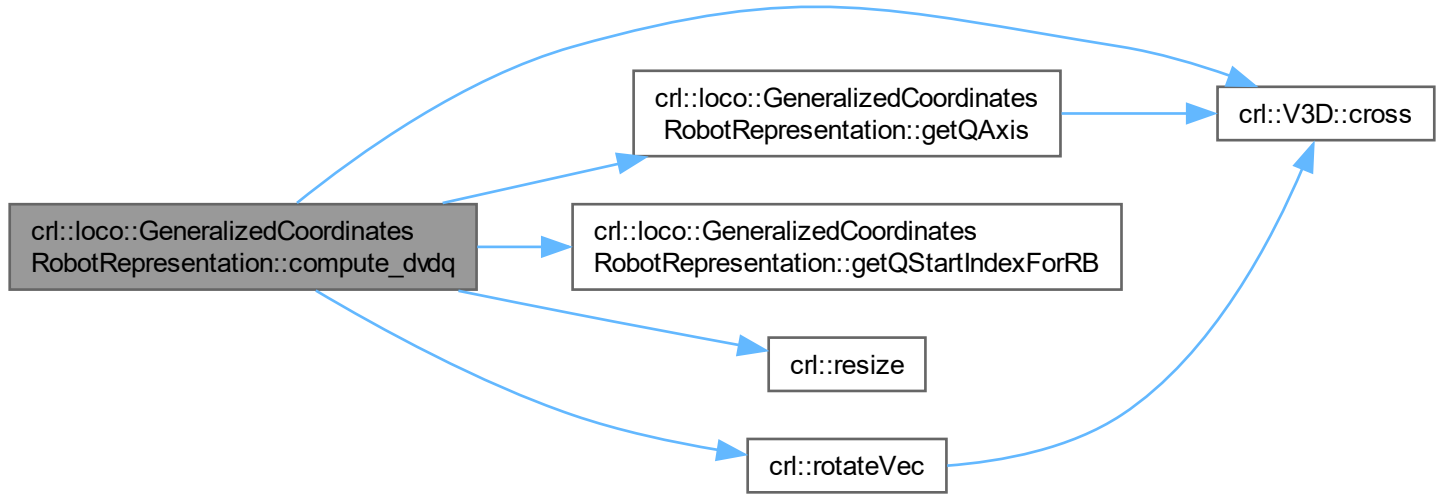 crl::loco::GeneralizedCoordinates
RobotRepresentation::compute_dvdq
crl::loco::GeneralizedCoordinates
RobotRepresentation::getQAxis
crl::V3D::cross
crl::loco::GeneralizedCoordinates
RobotRepresentation::getQStartIndexForRB
crl::resize
crl::rotateVec